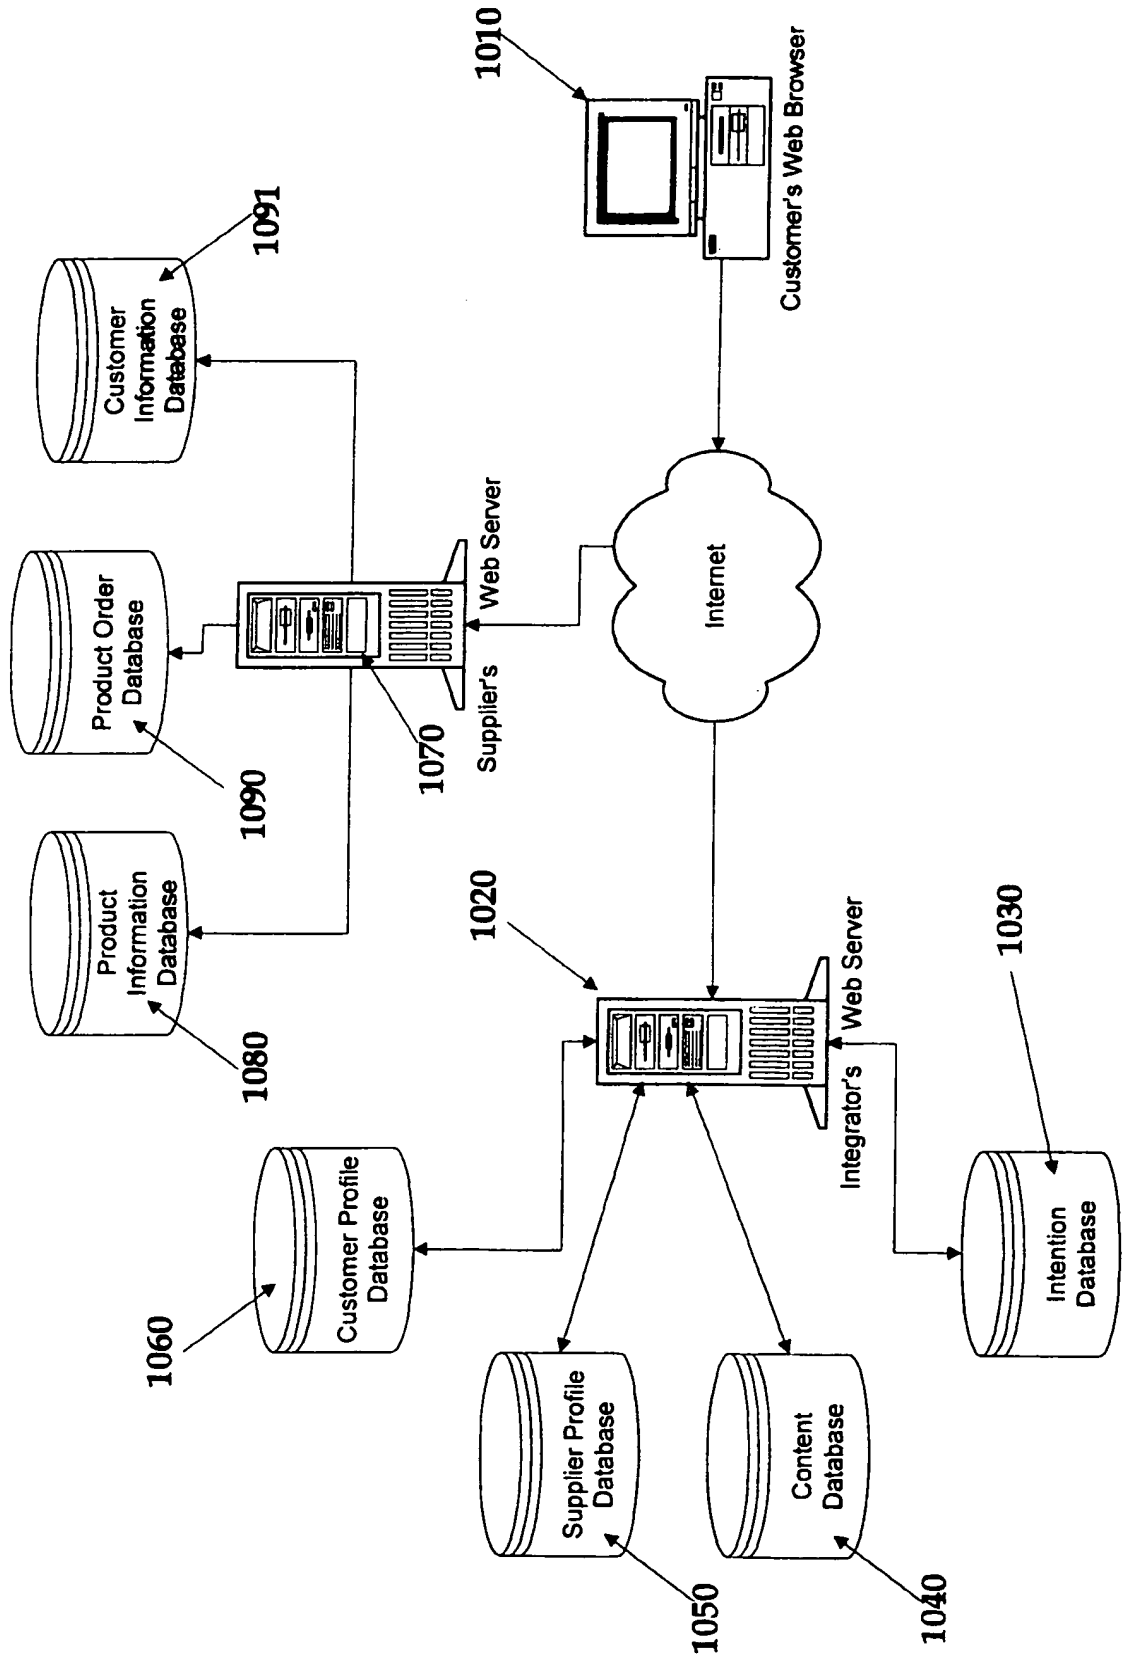 1060
Customer Profile
Database
1080
Product
Information
Database
1090
Product Order
Database
1091
Customer
Information
Database
1050
Supplier Profile
Database
1020
1070
Supplier's
Web Server
1010
1040
Content
Database
Integrator's
Web Server
Internet
Customer's Web Browser
Intention
Database
1030